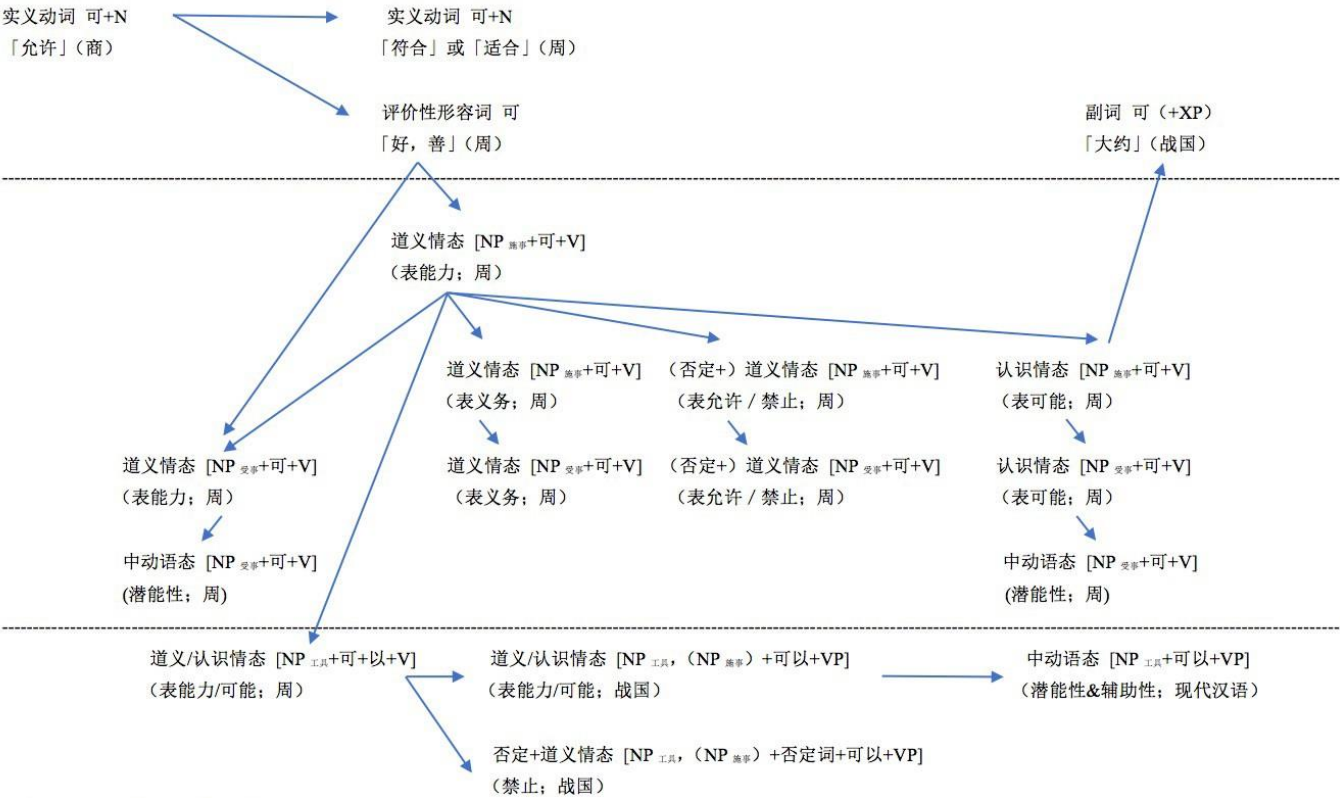 实义动词 可+N
「允许」（商）
实义动词 可+N
「符合」或「适合」（周）
评价性形容词 可
「好，善」（周）
副词 可（+XP）
「大约」（战国）
道义情态 [NP 施事+可+V]
（表能力；周）
道义情态 [NP 施事+可+V]
（表义务；周）
（否定+）道义情态 [NP 施事+可+V]
（表允许 / 禁止；周）
认识情态 [NP 施事+可+V]
（表可能；周）
道义情态 [NP 受事+可+V]
（表能力；周）
道义情态 [NP 受事+可+V]
（表义务；周）
（否定+）道义情态 [NP 受事+可+V]
（表允许 / 禁止；周）
认识情态 [NP 受事+可+V]
（表可能；周）
中动语态 [NP 受事+可+V]
(潜能性；周)
中动语态 [NP 受事+可+V]
(潜能性；周)
道义/认识情态 [NP 工具+可+以+V]
（表能力/可能；周）
道义/认识情态 [NP 工具，（NP 施事）+可以+VP]
（表能力/可能；战国）
中动语态 [NP 工具+可以+VP]
（潜能性&辅助性；现代汉语）
否定+道义情态 [NP 工具，（NP 施事）+否定词+可以+VP]
（禁止；战国）